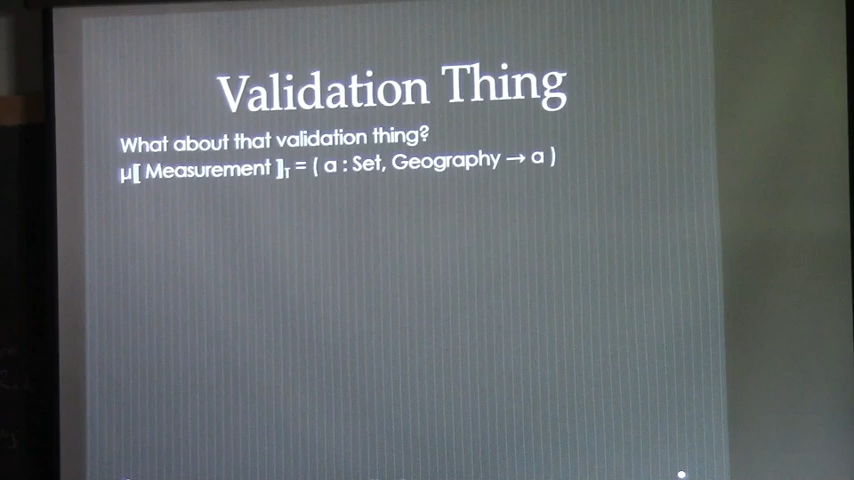 Validation Thing
What about that validation thing?
μ⟦ Measurement ⟧T = ( a : Set, Geography → a )